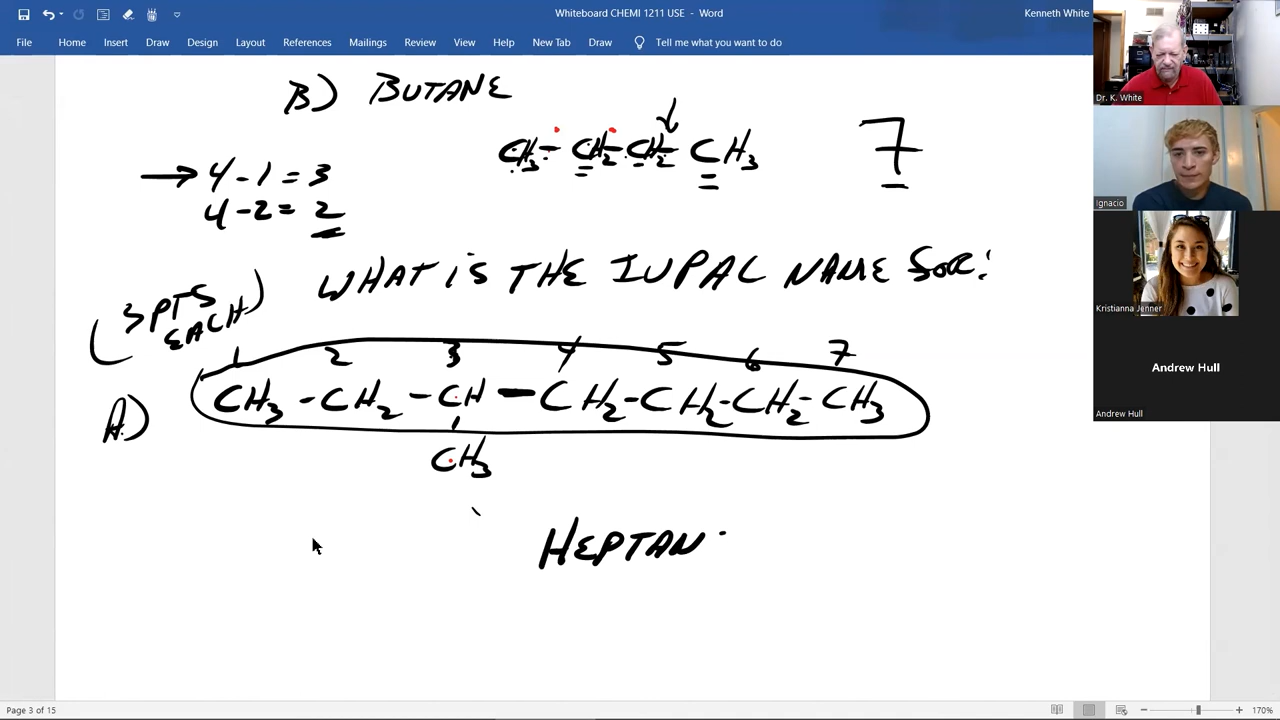 Whiteboard CHEMI 1211 USE - Word
Kenneth White
File Home Insert Draw Design Layout References Mailings Review View Help New Tab Draw Tell me what you want to do
B) BUTANE
CH3 - CH2 - CH2 - CH3
7
→ 4 - 1 = 3
4 - 2 = 2
(3 PTS EACH)
WHAT IS THE IUPAC NAME FOR:
1 2 3 4 5 6 7
A) CH3 - CH2 - CH - CH2 - CH2 - CH2 - CH3
CH3
HEPTAN
Dr. K. White
Ignacio
Kristianna Jenner
Andrew Hull
Andrew Hull
Page 3 of 15
170%